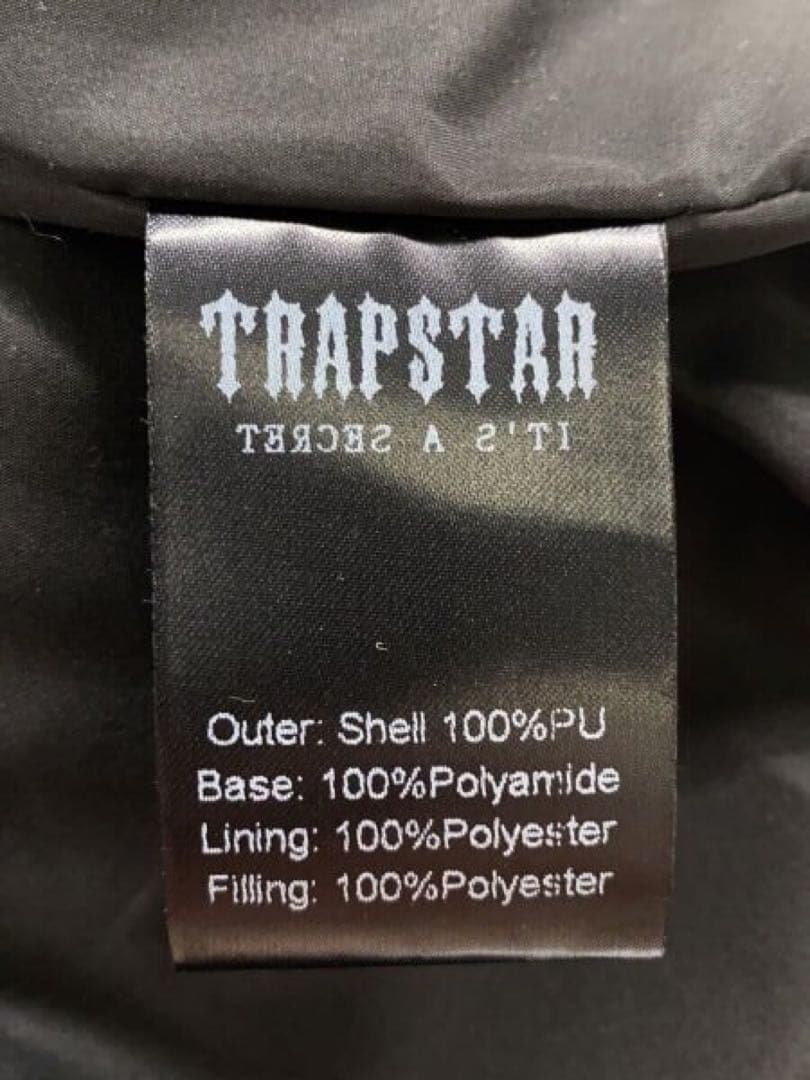 TRAPSTAR
IT'S A SECRET
Outer: Shell 100%PU
Base: 100%Polyamide
Lining: 100%Polyester
Filling: 100%Polyester